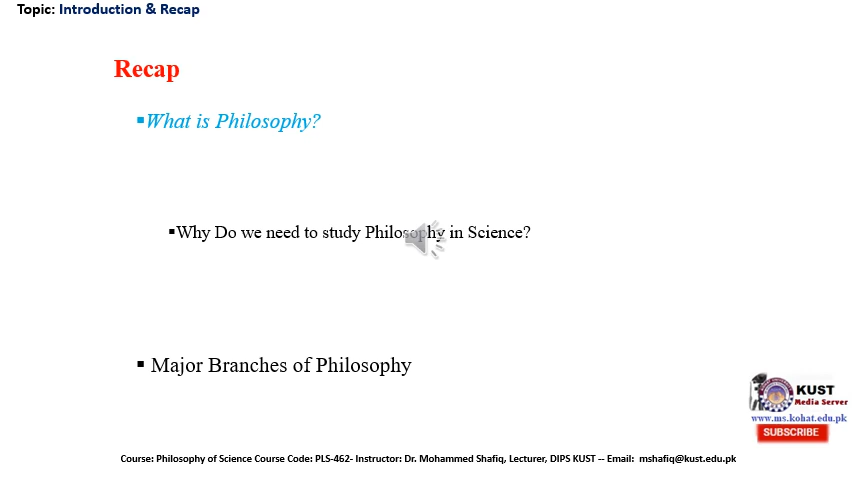 Topic: Introduction & Recap
Recap
▪What is Philosophy?
▪Why Do we need to study Philosophy in Science?
▪ Major Branches of Philosophy
KUST
Media Server
www.ms.kohat.edu.pk
SUBSCRIBE
Course: Philosophy of Science Course Code: PLS-462- Instructor: Dr. Mohammed Shafiq, Lecturer, DIPS KUST -- Email: mshafiq@kust.edu.pk